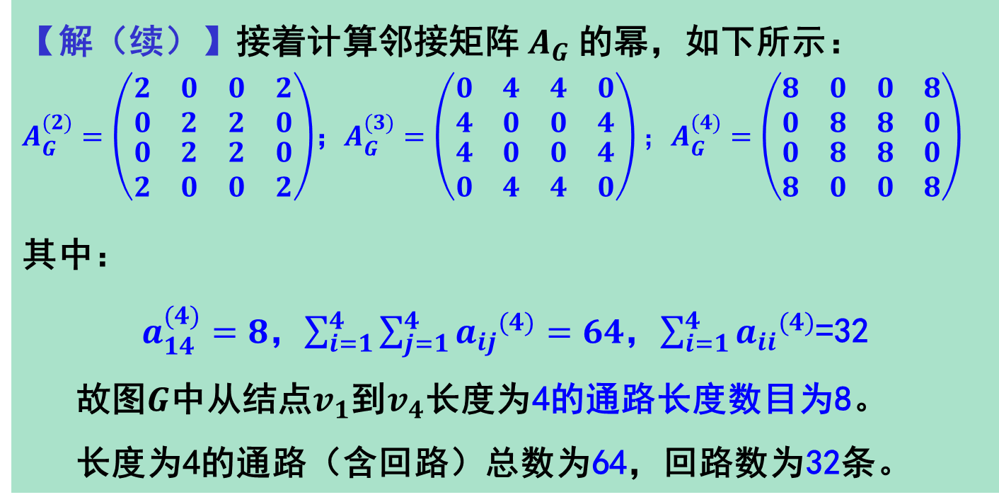 【解（续）】接着计算邻接矩阵 A_G 的幂，如下所示：
A_G^{(2)} = \begin{pmatrix} 2 & 0 & 0 & 2 \\ 0 & 2 & 2 & 0 \\ 0 & 2 & 2 & 0 \\ 2 & 0 & 0 & 2 \end{pmatrix}；A_G^{(3)} = \begin{pmatrix} 0 & 4 & 4 & 0 \\ 4 & 0 & 0 & 4 \\ 4 & 0 & 0 & 4 \\ 0 & 4 & 4 & 0 \end{pmatrix}；A_G^{(4)} = \begin{pmatrix} 8 & 0 & 0 & 8 \\ 0 & 8 & 8 & 0 \\ 0 & 8 & 8 & 0 \\ 8 & 0 & 0 & 8 \end{pmatrix}
其中：
a_{14}^{(4)} = 8，\sum_{i=1}^{4} \sum_{j=1}^{4} a_{ij}^{(4)} = 64，\sum_{i=1}^{4} a_{ii}^{(4)}=32
故图G中从结点v_1到v_4长度为4的通路长度数目为8。
长度为4的通路（含回路）总数为64，回路数为32条。